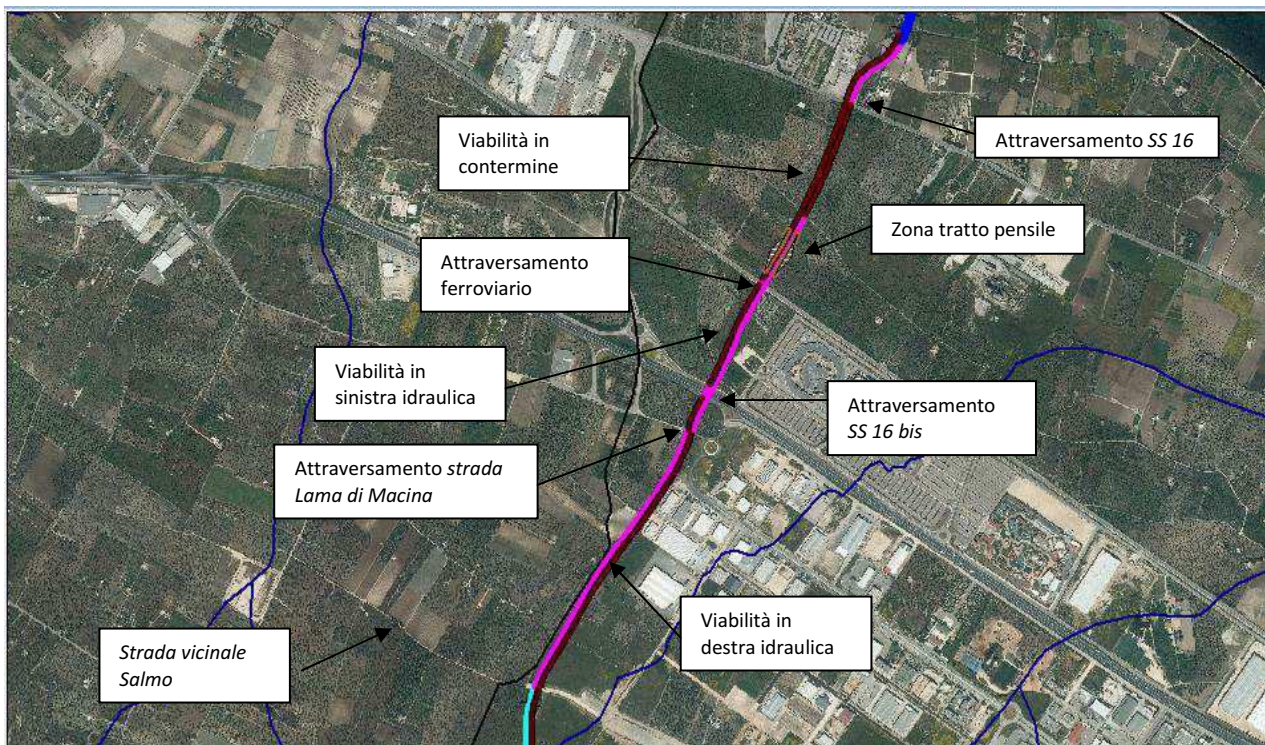 Viabilità in
contermine
Attraversamento SS 16
Zona tratto pensile
Attraversamento
ferroviario
Viabilità in
sinistra idraulica
Attraversamento
SS 16 bis
Attraversamento strada
Lama di Macina
Viabilità in
destra idraulica
Strada vicinale
Salmo